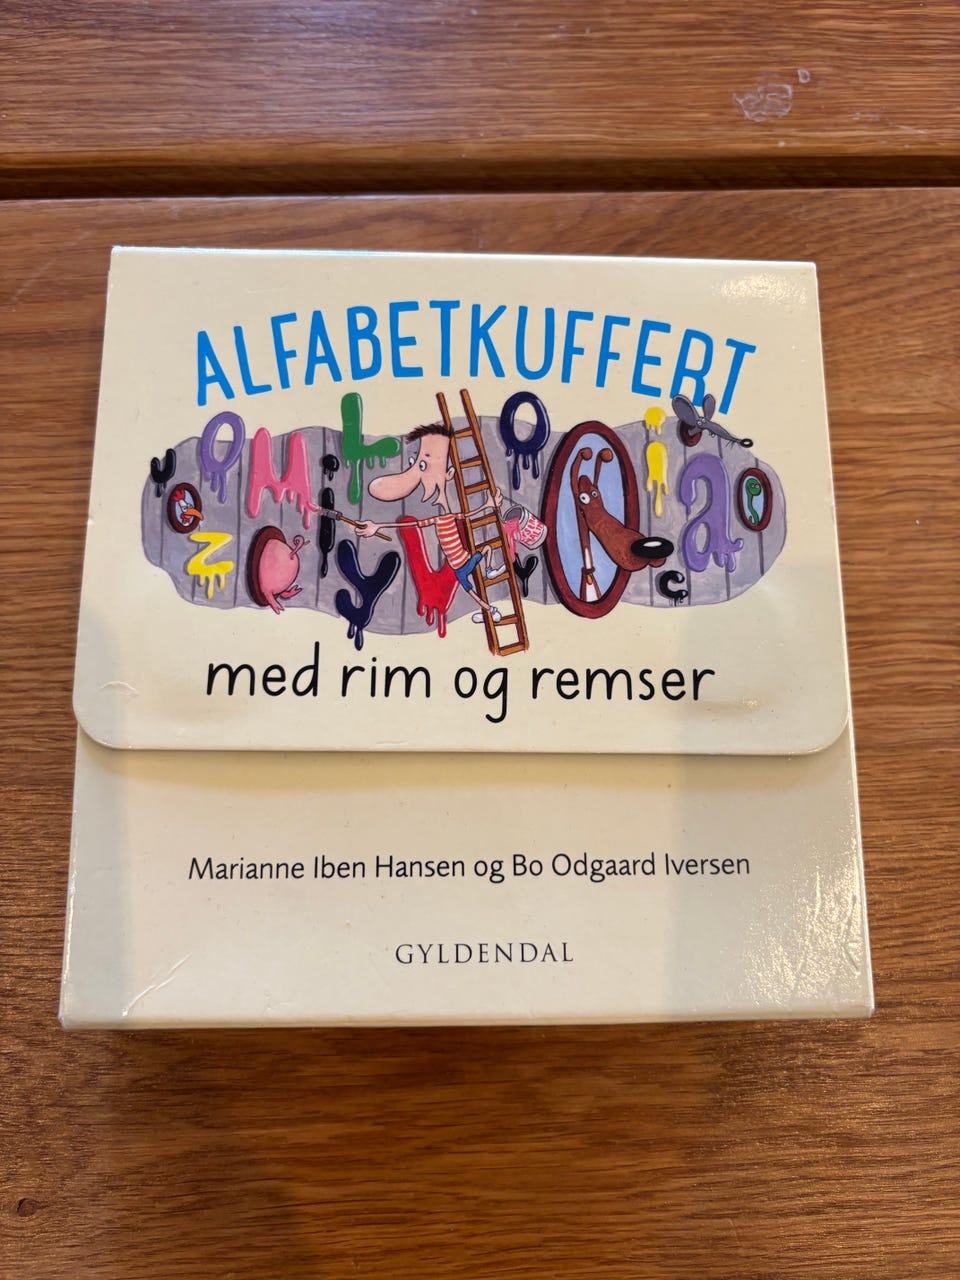 ALFABETKUFFERT
med rim og remser
Marianne Iben Hansen og Bo Odgaard Iversen
GYLDENDAL